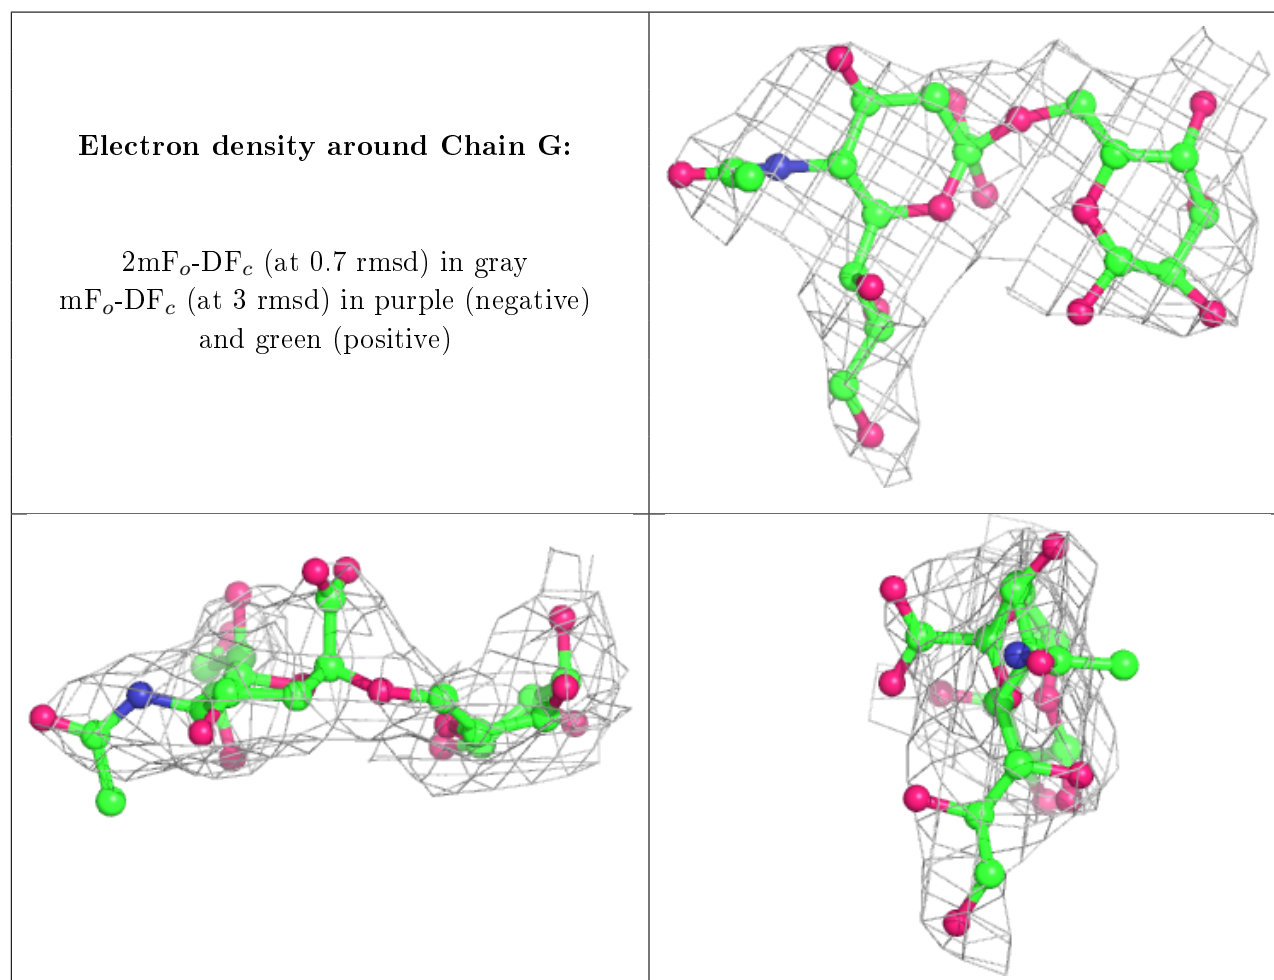 Electron density around Chain G:
2mFo-DFc (at 0.7 rmsd) in gray
mFo-DFc (at 3 rmsd) in purple (negative)
and green (positive)